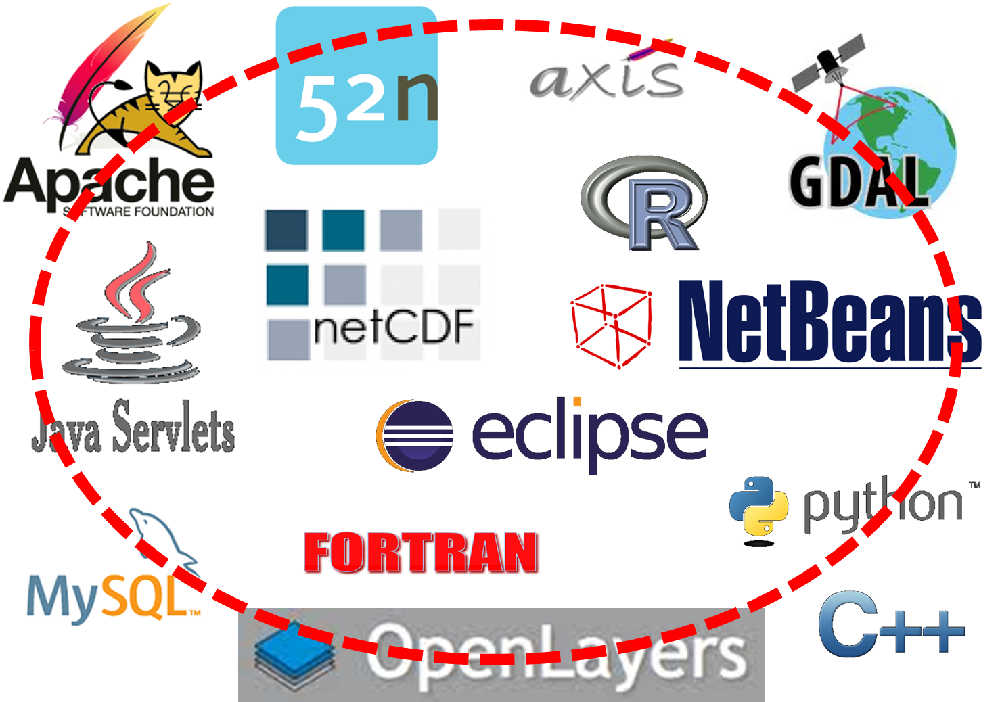 52n
axis
Apache
SOFTWARE FOUNDATION
GDAL
R
netCDF
NetBeans
Java Servlets
eclipse
python™
FORTRAN
MySQL™
C++
OpenLayers